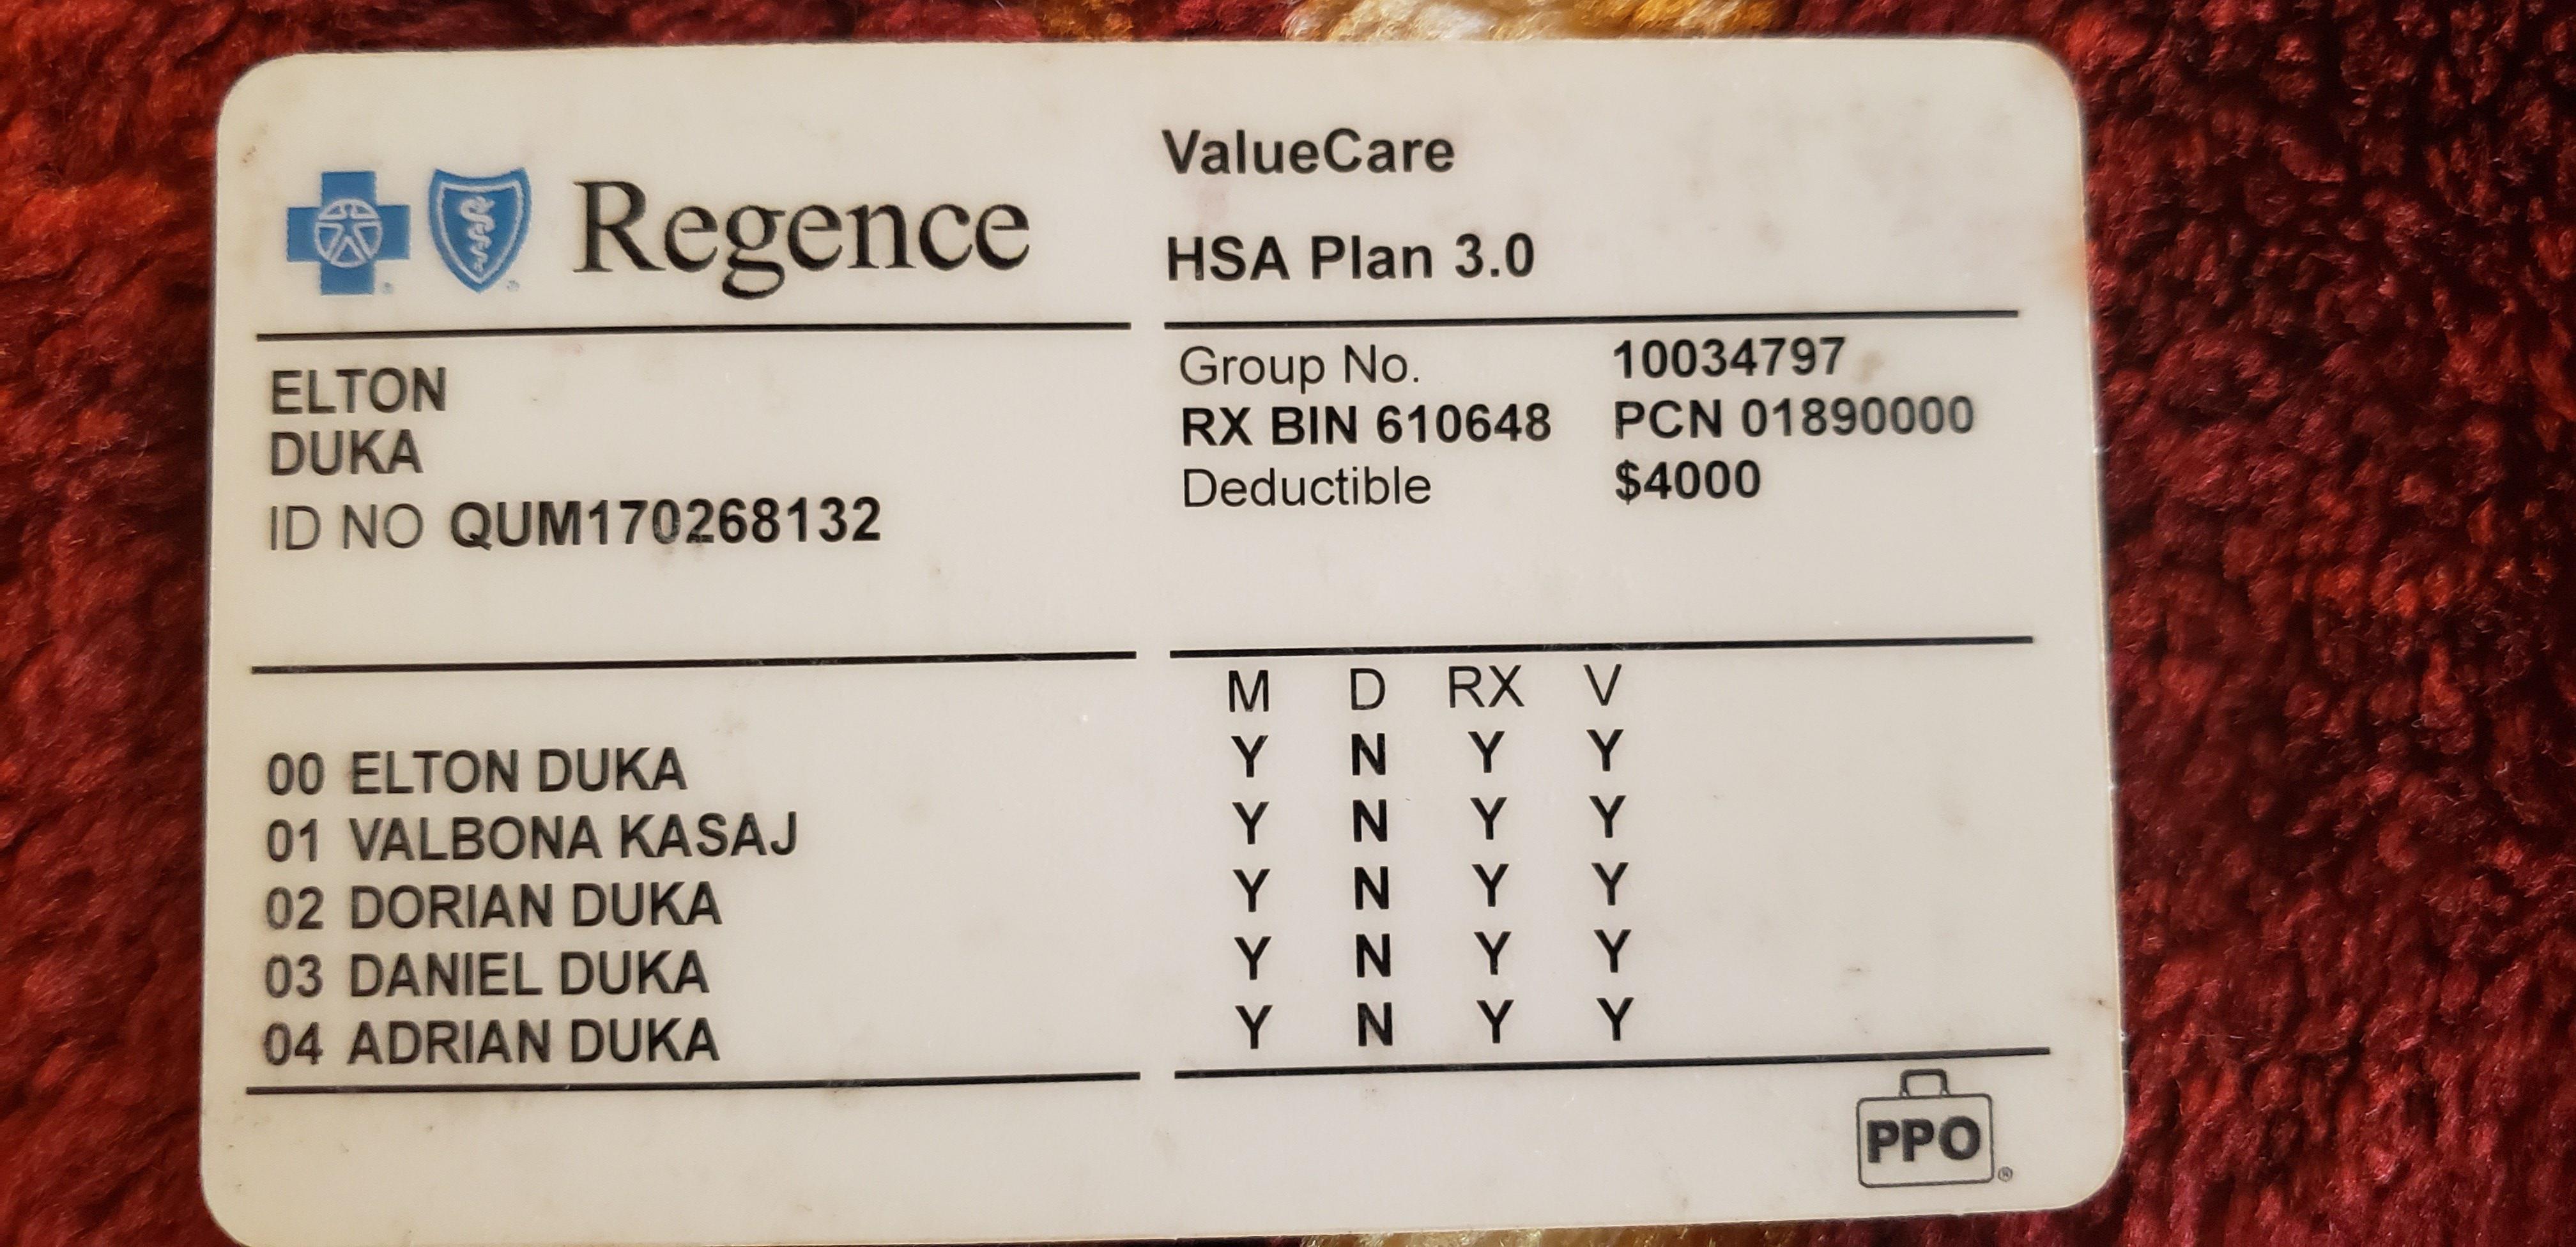 Regence
ValueCare
HSA Plan 3.0
ELTON
DUKA
ID NO QUM170268132
Group No. 10034797
RX BIN 610648 PCN 01890000
Deductible $4000
M D RX V
00 ELTON DUKA Y N Y Y
01 VALBONA KASAJ Y N Y Y
02 DORIAN DUKA Y N Y Y
03 DANIEL DUKA Y N Y Y
04 ADRIAN DUKA Y N Y Y
PPO®